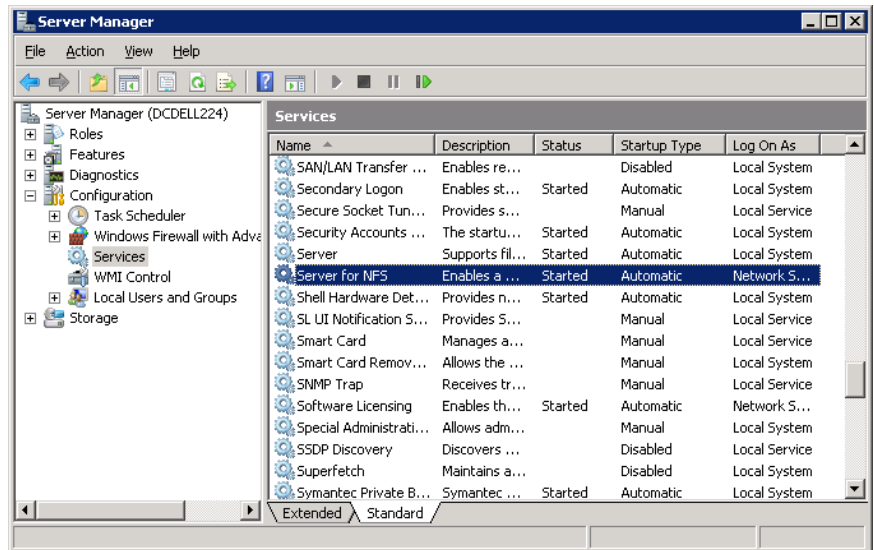 Server Manager
File Action View Help
Server Manager (DCDELL224)
Roles
Features
Diagnostics
Configuration
Task Scheduler
Windows Firewall with Adva
Services
WMI Control
Local Users and Groups
Storage
Services
Name Description Status Startup Type Log On As
SAN/LAN Transfer ... Enables re... Disabled Local System
Secondary Logon Enables st... Started Automatic Local System
Secure Socket Tun... Provides s... Manual Local Service
Security Accounts ... The startu... Started Automatic Local System
Server Supports fil... Started Automatic Local System
Server for NFS Enables a ... Started Automatic Network S...
Shell Hardware Det... Provides n... Started Automatic Local System
SL UI Notification S... Provides S... Manual Local Service
Smart Card Manages a... Manual Local Service
Smart Card Remov... Allows the ... Manual Local System
SNMP Trap Receives tr... Manual Local Service
Software Licensing Enables th... Started Automatic Network S...
Special Administrati... Allows adm... Manual Local System
SSDP Discovery Discovers ... Disabled Local Service
Superfetch Maintains a... Disabled Local System
Symantec Private B... Symantec ... Started Automatic Local System
Extended Standard